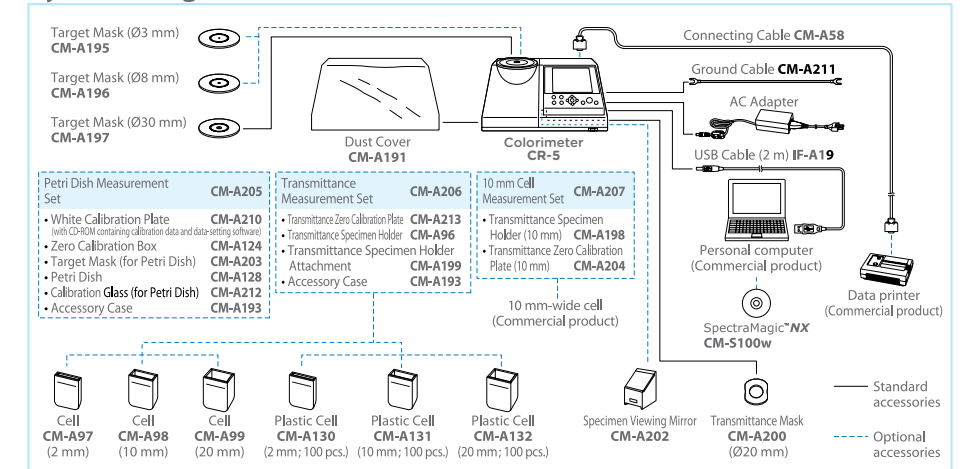 Target Mask (Ø3 mm)
CM-A195
Target Mask (Ø8 mm)
CM-A196
Target Mask (Ø30 mm)
CM-A197
Dust Cover
CM-A191
Colorimeter
CR-5
Connecting Cable CM-A58
Ground Cable CM-A211
AC Adapter
USB Cable (2 m) IF-A19
Personal computer
(Commercial product)
SpectraMagic™NX
CM-S100w
Data printer
(Commercial product)
Petri Dish Measurement
Set CM-A205
• White Calibration Plate CM-A210
(with CD-ROM containing calibration data and data-setting software)
• Zero Calibration Box CM-A124
• Target Mask (for Petri Dish) CM-A203
• Petri Dish CM-A128
• Calibration Glass (for Petri Dish) CM-A212
• Accessory Case CM-A193
Transmittance
Measurement Set CM-A206
• Transmittance Zero Calibration Plate CM-A213
• Transmittance Specimen Holder CM-A96
• Transmittance Specimen Holder
Attachment CM-A199
• Accessory Case CM-A193
10 mm Cell
Measurement Set CM-A207
• Transmittance Specimen
Holder (10 mm) CM-A198
• Transmittance Zero Calibration
Plate (10 mm) CM-A204
10 mm-wide cell
(Commercial product)
Cell
CM-A97
(2 mm)
Cell
CM-A98
(10 mm)
Cell
CM-A99
(20 mm)
Plastic Cell
CM-A130
(2 mm; 100 pcs.)
Plastic Cell
CM-A131
(10 mm; 100 pcs.)
Plastic Cell
CM-A132
(20 mm; 100 pcs.)
Specimen Viewing Mirror
CM-A202
Transmittance Mask
CM-A200
(Ø20 mm)
Standard
accessories
Optional
accessories